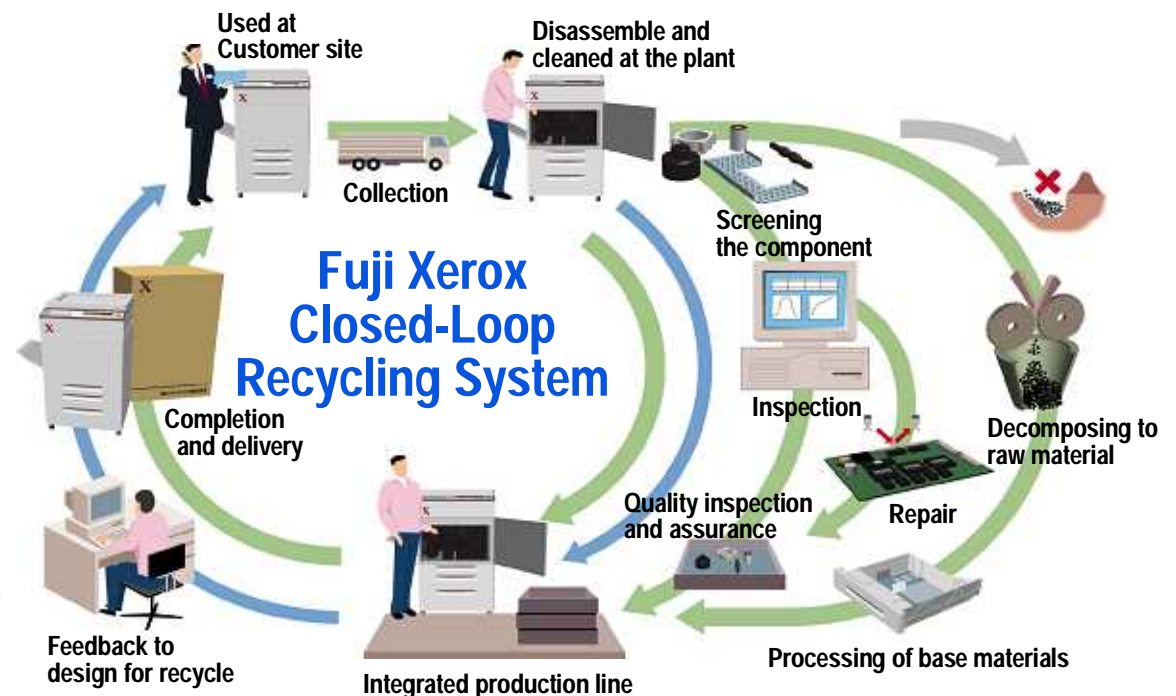 Used at
Customer site
Disassemble and
cleaned at the plant
X
X
Collection
Screening
the component
Fuji Xerox
Closed-Loop
Recycling System
X
X
Inspection
Completion
and delivery
Decomposing to
raw material
Quality inspection
and assurance
Repair
X
Feedback to
design for recycle
Integrated production line
Processing of base materials